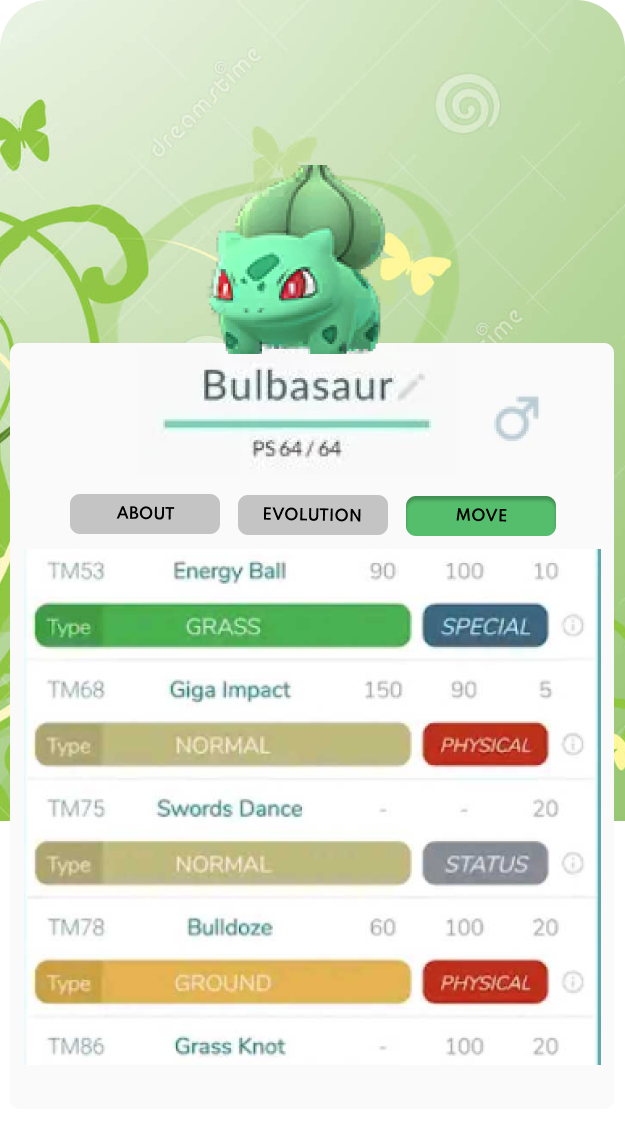 dreamstime
Bulbasaur
PS 64 / 64
ABOUT
EVOLUTION
MOVE
TM53 Energy Ball 90 100 10
Type GRASS SPECIAL
TM68 Giga Impact 150 90 5
Type NORMAL PHYSICAL
TM75 Swords Dance - - 20
Type NORMAL STATUS
TM78 Bulldoze 60 100 20
Type GROUND PHYSICAL
TM86 Grass Knot - 100 20